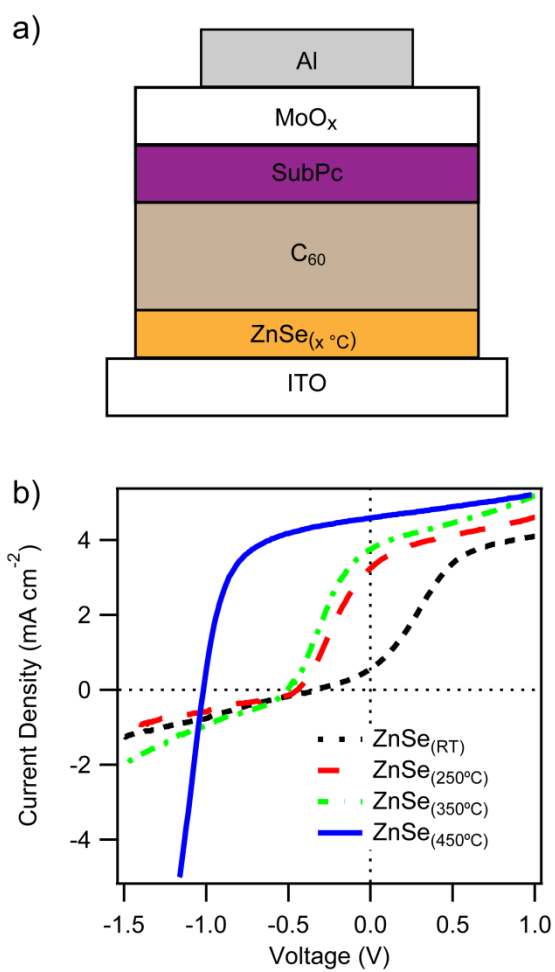 a)
Al
MoOₓ
SubPc
C₆₀
ZnSe(x °C)
ITO
b)
Current Density (mA cm⁻²)
4
2
0
-2
-4
ZnSe(RT)
ZnSe(250ºC)
ZnSe(350ºC)
ZnSe(450ºC)
-1.5 -1.0 -0.5 0.0 0.5 1.0
Voltage (V)